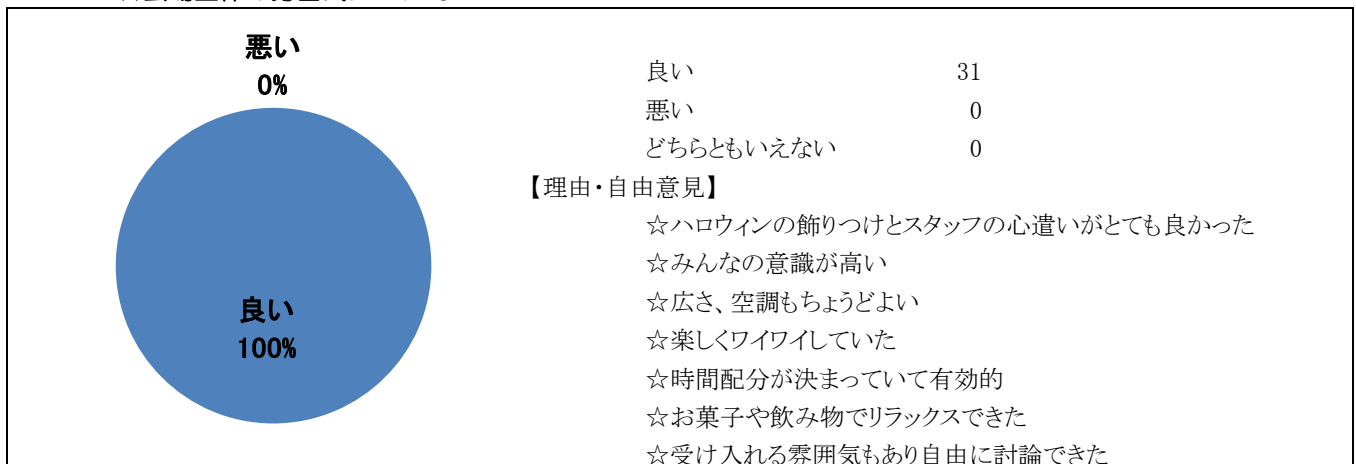 悪い
0%
良い
100%
良い 31
悪い 0
どちらともいえない 0
【理由・自由意見】
☆ハロウィンの飾りつけとスタッフの心遣いがとても良かった
☆みんなの意識が高い
☆広さ、空調もちょうどよい
☆楽しくワイワイしていた
☆時間配分が決まっていて有効的
☆お菓子や飲み物でリラックスできた
☆受け入れる雰囲気もあり自由に討論できた